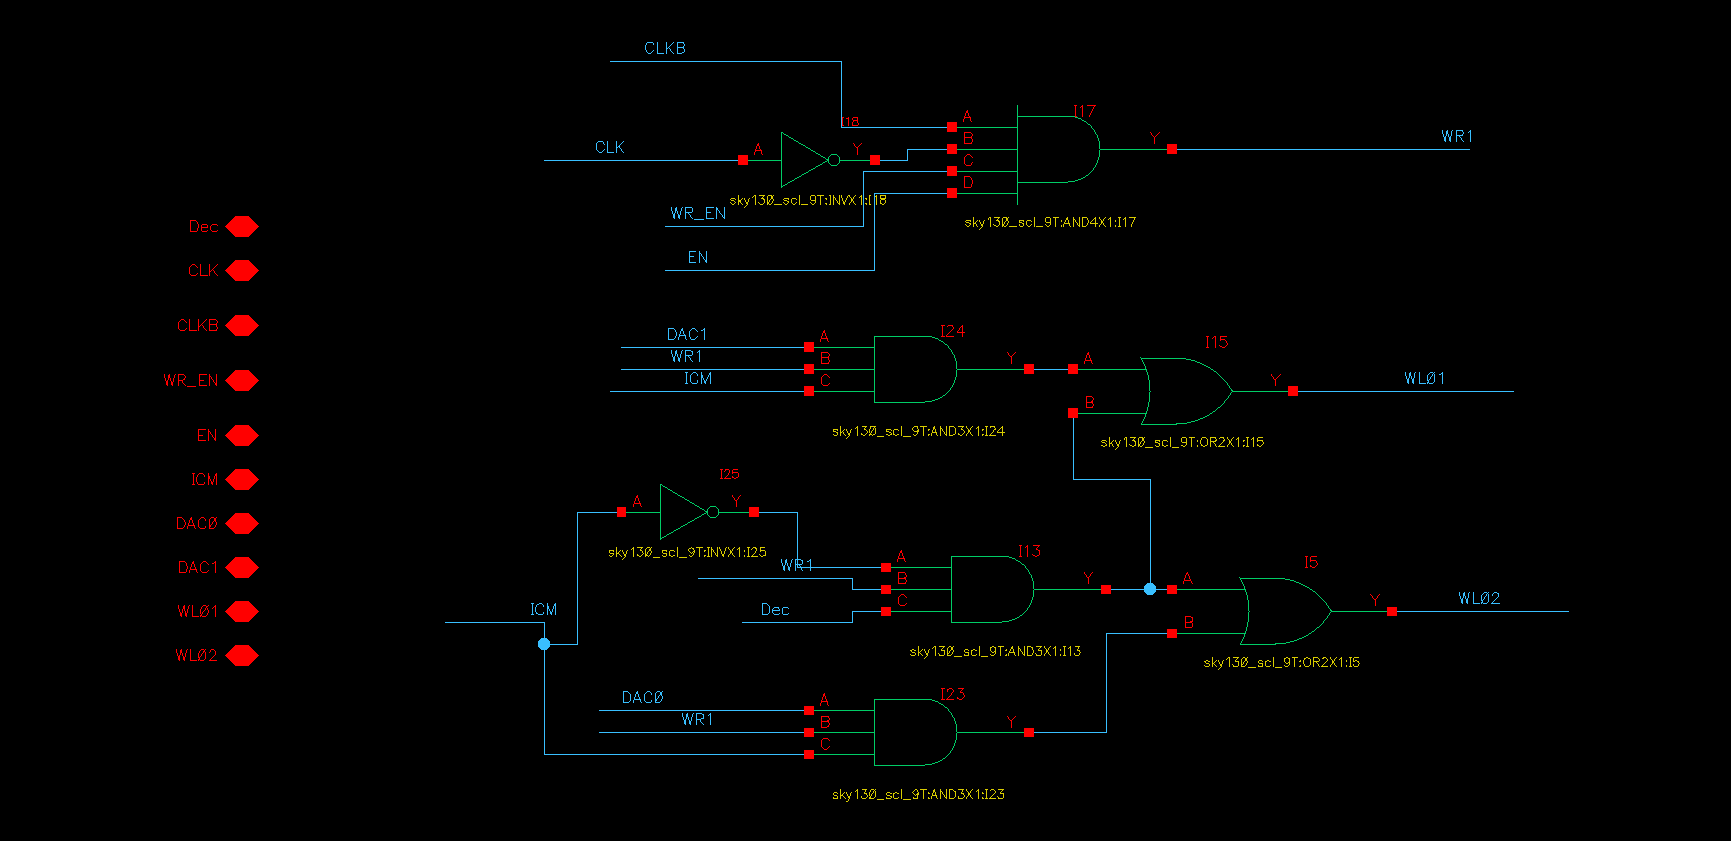 CLKB
I18
I17
A
B
C
D
Y
WR1
CLK
A
Y
sky130_scl_9T:INVX1:I18
sky130_scl_9T:AND4X1:I17
WR_EN
EN
Dec
CLK
CLKB
WR_EN
EN
ICM
DAC0
DAC1
WL01
WL02
DAC1
WR1
ICM
A
B
C
I24
Y
sky130_scl_9T:AND3X1:I24
A
B
I15
Y
WL01
sky130_scl_9T:OR2X1:I15
I25
A
Y
sky130_scl_9T:INVX1:I25
WR1
Dec
A
B
C
I13
Y
sky130_scl_9T:AND3X1:I13
A
B
I5
Y
WL02
sky130_scl_9T:OR2X1:I5
ICM
DAC0
WR1
A
B
C
I23
Y
sky130_scl_9T:AND3X1:I23